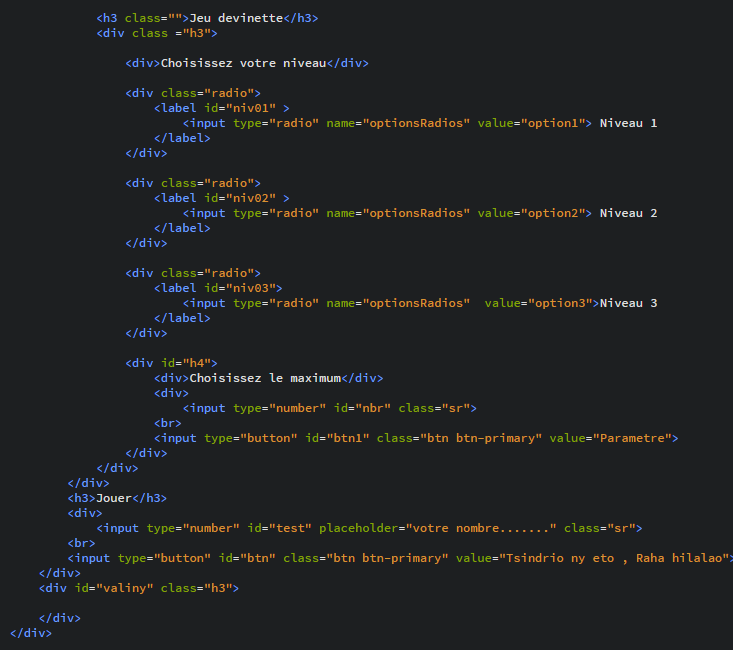 <h3 class="">Jeu devinette</h3>
<div class ="h3">
<div>Choisissez votre niveau</div>
<div class="radio">
<label id="niv01" >
<input type="radio" name="optionsRadios" value="option1"> Niveau 1
</label>
</div>
<div class="radio">
<label id="niv02" >
<input type="radio" name="optionsRadios" value="option2"> Niveau 2
</label>
</div>
<div class="radio">
<label id="niv03">
<input type="radio" name="optionsRadios"  value="option3">Niveau 3
</label>
</div>
<div id="h4">
<div>Choisissez le maximum</div>
<div>
<input type="number" id="nbr" class="sr">
<br>
<input type="button" id="btn1" class="btn btn-primary" value="Parametre">
</div>
</div>
</div>
<h3>Jouer</h3>
<div>
<input type="number" id="test" placeholder="votre nombre......." class="sr">
<br>
<input type="button" id="btn" class="btn btn-primary" value="Tsindrio ny eto , Raha hilalao">
</div>
<div id="valiny" class="h3">
</div>
</div>